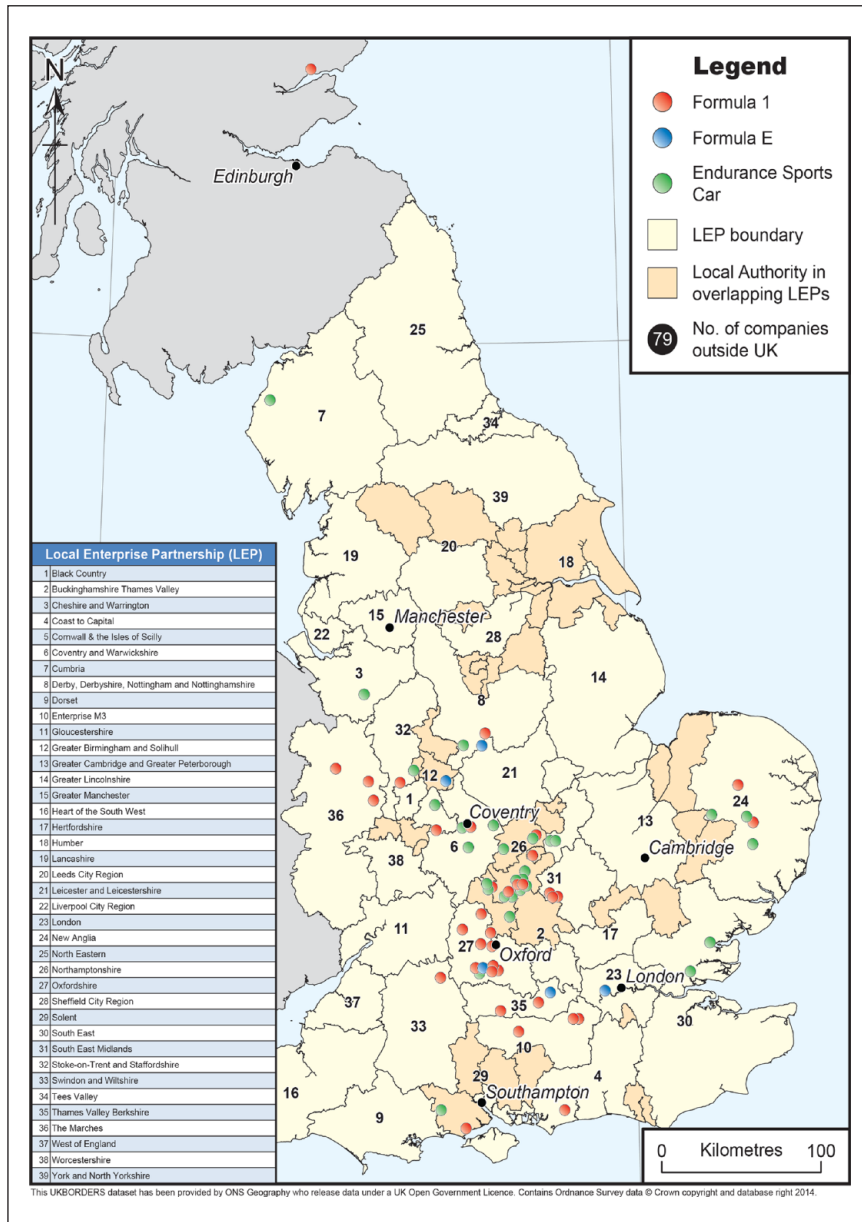 N
Legend
Formula 1
Formula E
Endurance Sports
Car
LEP boundary
Local Authority in
overlapping LEPs
79
No. of companies
outside UK
Edinburgh
25
7
34
39
20
19
18
15
Manchester
22
28
3
14
8
32
12
21
24
1
36
Coventry
13
6
26
Cambridge
38
31
11
17
2
27
Oxford
23
London
37
35
30
33
10
16
29
4
Southampton
9
Local Enterprise Partnership (LEP)
1 Black Country
2 Buckinghamshire Thames Valley
3 Cheshire and Warrington
4 Coast to Capital
5 Cornwall & the Isles of Scilly
6 Coventry and Warwickshire
7 Cumbria
8 Derby, Derbyshire, Nottingham and Nottinghamshire
9 Dorset
10 Enterprise M3
11 Gloucestershire
12 Greater Birmingham and Solihull
13 Greater Cambridge and Greater Peterborough
14 Greater Lincolnshire
15 Greater Manchester
16 Heart of the South West
17 Hertfordshire
18 Humber
19 Lancashire
20 Leeds City Region
21 Leicester and Leicestershire
22 Liverpool City Region
23 London
24 New Anglia
25 North Eastern
26 Northamptonshire
27 Oxfordshire
28 Sheffield City Region
29 Solent
30 South East
31 South East Midlands
32 Stoke-on-Trent and Staffordshire
33 Swindon and Wiltshire
34 Tees Valley
35 Thames Valley Berkshire
36 The Marches
37 West of England
38 Worcestershire
39 York and North Yorkshire
Kilometres
0 100
This UKBORDERS dataset has been provided by ONS Geography who release data under a UK Open Government Licence. Contains Ordnance Survey data © Crown copyright and database right 2014.